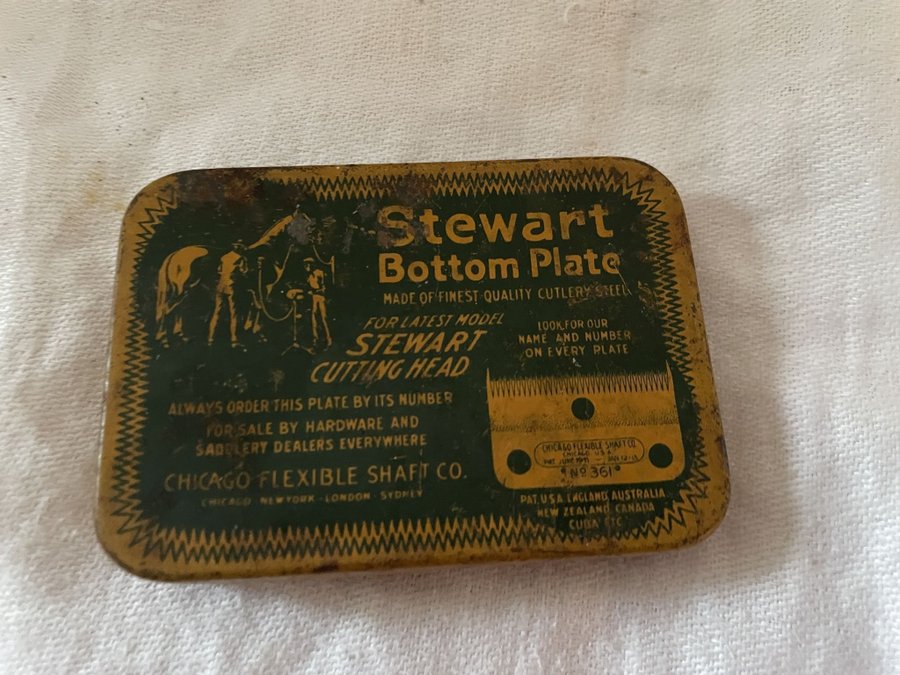 Stewart
Bottom Plate
MADE OF FINEST QUALITY CUTLERY STEEL
FOR LATEST MODEL
STEWART
CUTTING HEAD
LOOK FOR OUR
NAME AND NUMBER
ON EVERY PLATE
ALWAYS ORDER THIS PLATE BY ITS NUMBER
FOR SALE BY HARDWARE AND
SADDLERY DEALERS EVERYWHERE
CHICAGO FLEXIBLE SHAFT CO.
CHICAGO - NEW YORK - LONDON - SYDNEY
CHICAGO FLEXIBLE SHAFT CO.
CHICAGO U.S.A.
PAT. JUNE 1911
No 361
PAT. U.S.A. ENGLAND, AUSTRALIA
NEW ZEALAND, CANADA
CUBA ETC.